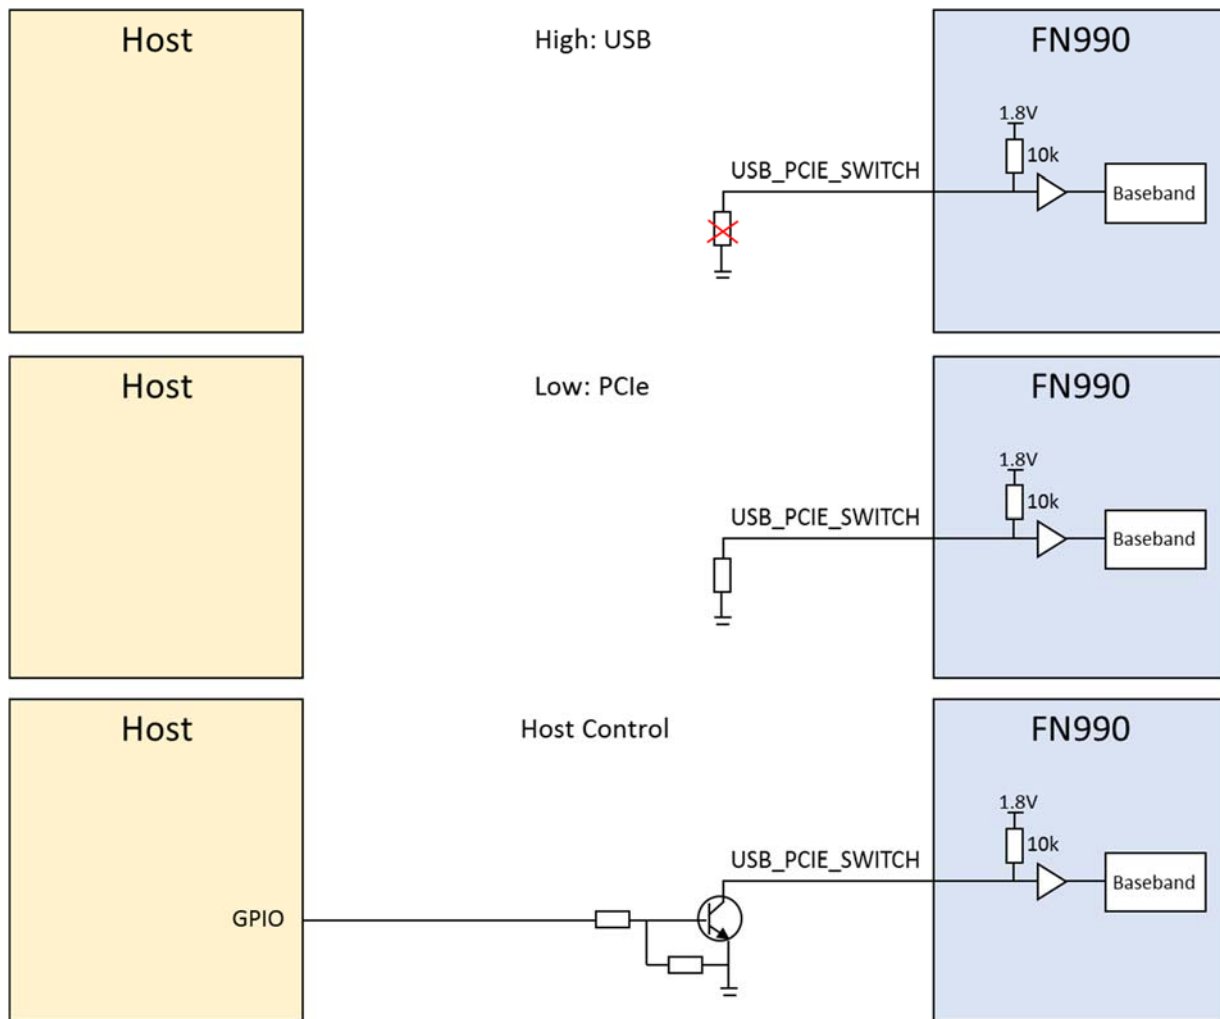 Host
High: USB
FN990
1.8V
10k
USB_PCIE_SWITCH
Baseband
Host
Low: PCIe
FN990
1.8V
10k
USB_PCIE_SWITCH
Baseband
Host
Host Control
FN990
1.8V
10k
USB_PCIE_SWITCH
Baseband
GPIO